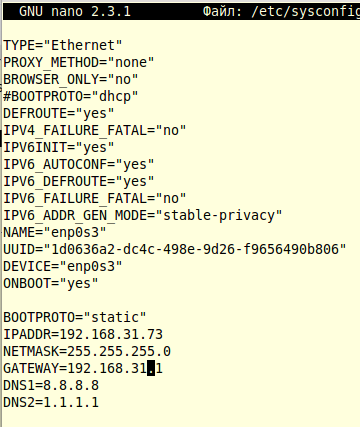 GNU nano 2.3.1 Файл: /etc/sysconfig
TYPE="Ethernet"
PROXY_METHOD="none"
BROWSER_ONLY="no"
#BOOTPROTO="dhcp"
DEFROUTE="yes"
IPV4_FAILURE_FATAL="no"
IPV6INIT="yes"
IPV6_AUTOCONF="yes"
IPV6_DEFROUTE="yes"
IPV6_FAILURE_FATAL="no"
IPV6_ADDR_GEN_MODE="stable-privacy"
NAME="enp0s3"
UUID="1d0636a2-dc4c-498e-9d26-f9656490b806"
DEVICE="enp0s3"
ONBOOT="yes"
BOOTPROTO="static"
IPADDR=192.168.31.73
NETMASK=255.255.255.0
GATEWAY=192.168.31.1
DNS1=8.8.8.8
DNS2=1.1.1.1